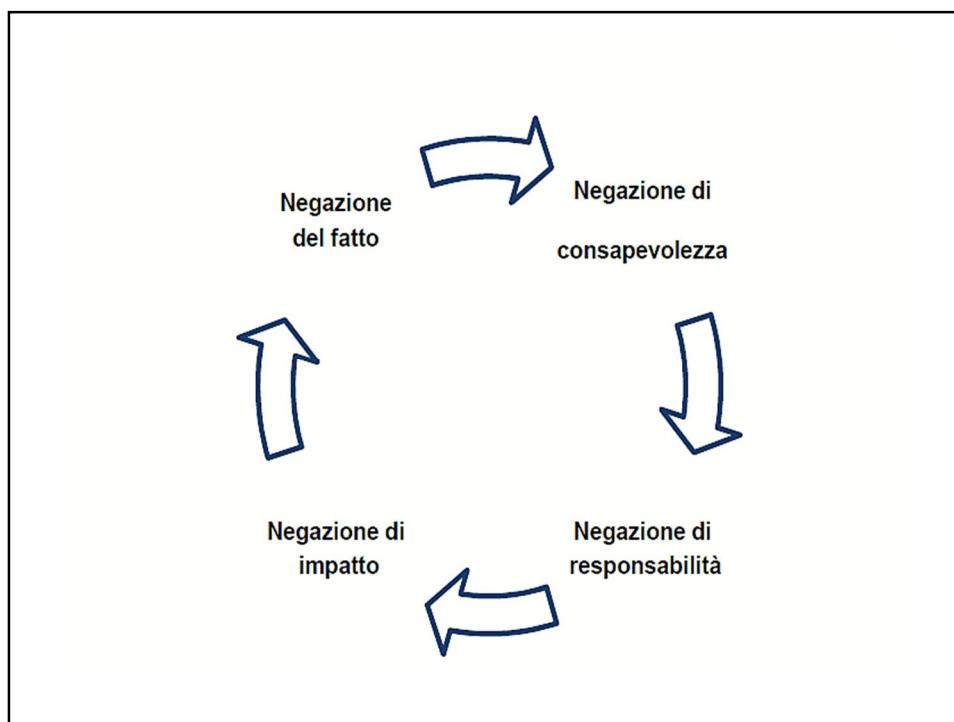 Negazione
del fatto
Negazione di
consapevolezza
Negazione di
responsabilità
Negazione di
impatto